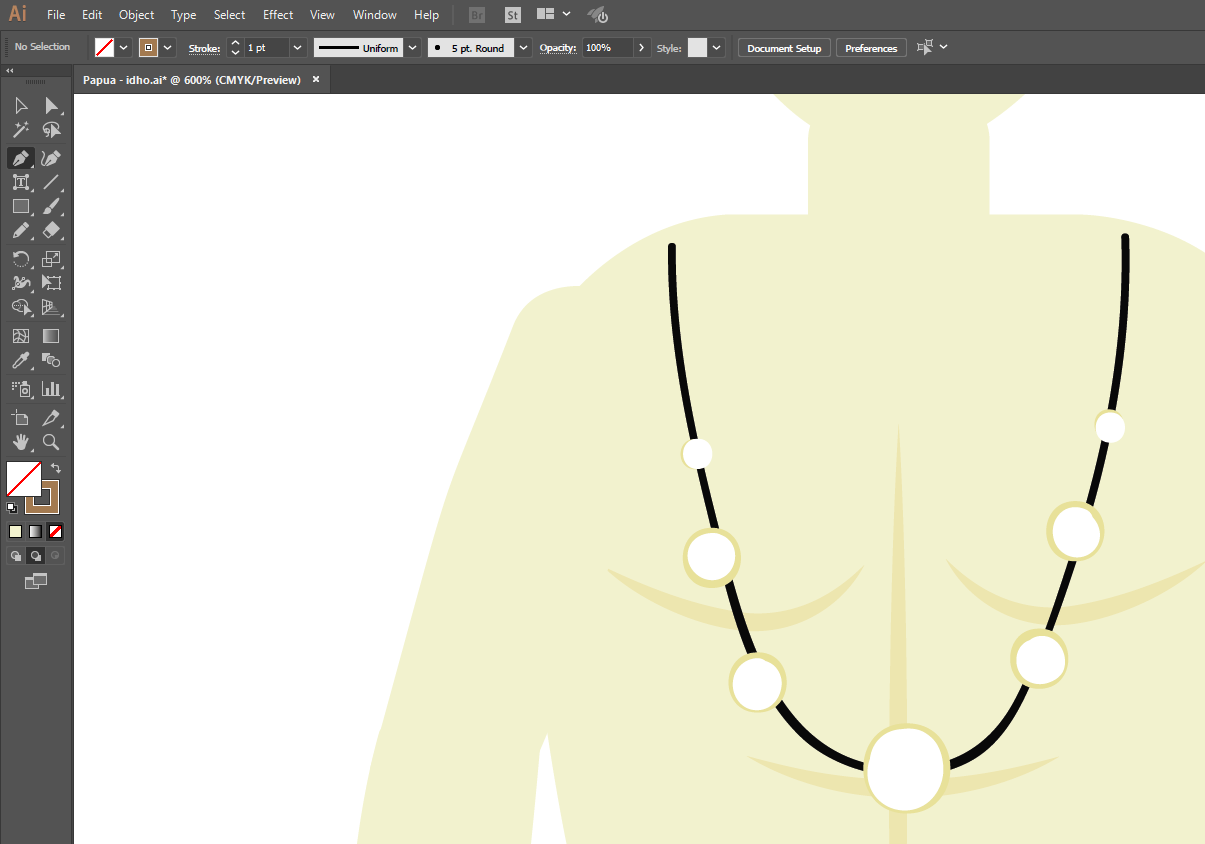 Ai File Edit Object Type Select Effect View Window Help Br St
No Selection Stroke: 1 pt Uniform 5 pt. Round Opacity: 100% Style: Document Setup Preferences
Papua - idho.ai* @ 600% (CMYK/Preview) ×
T